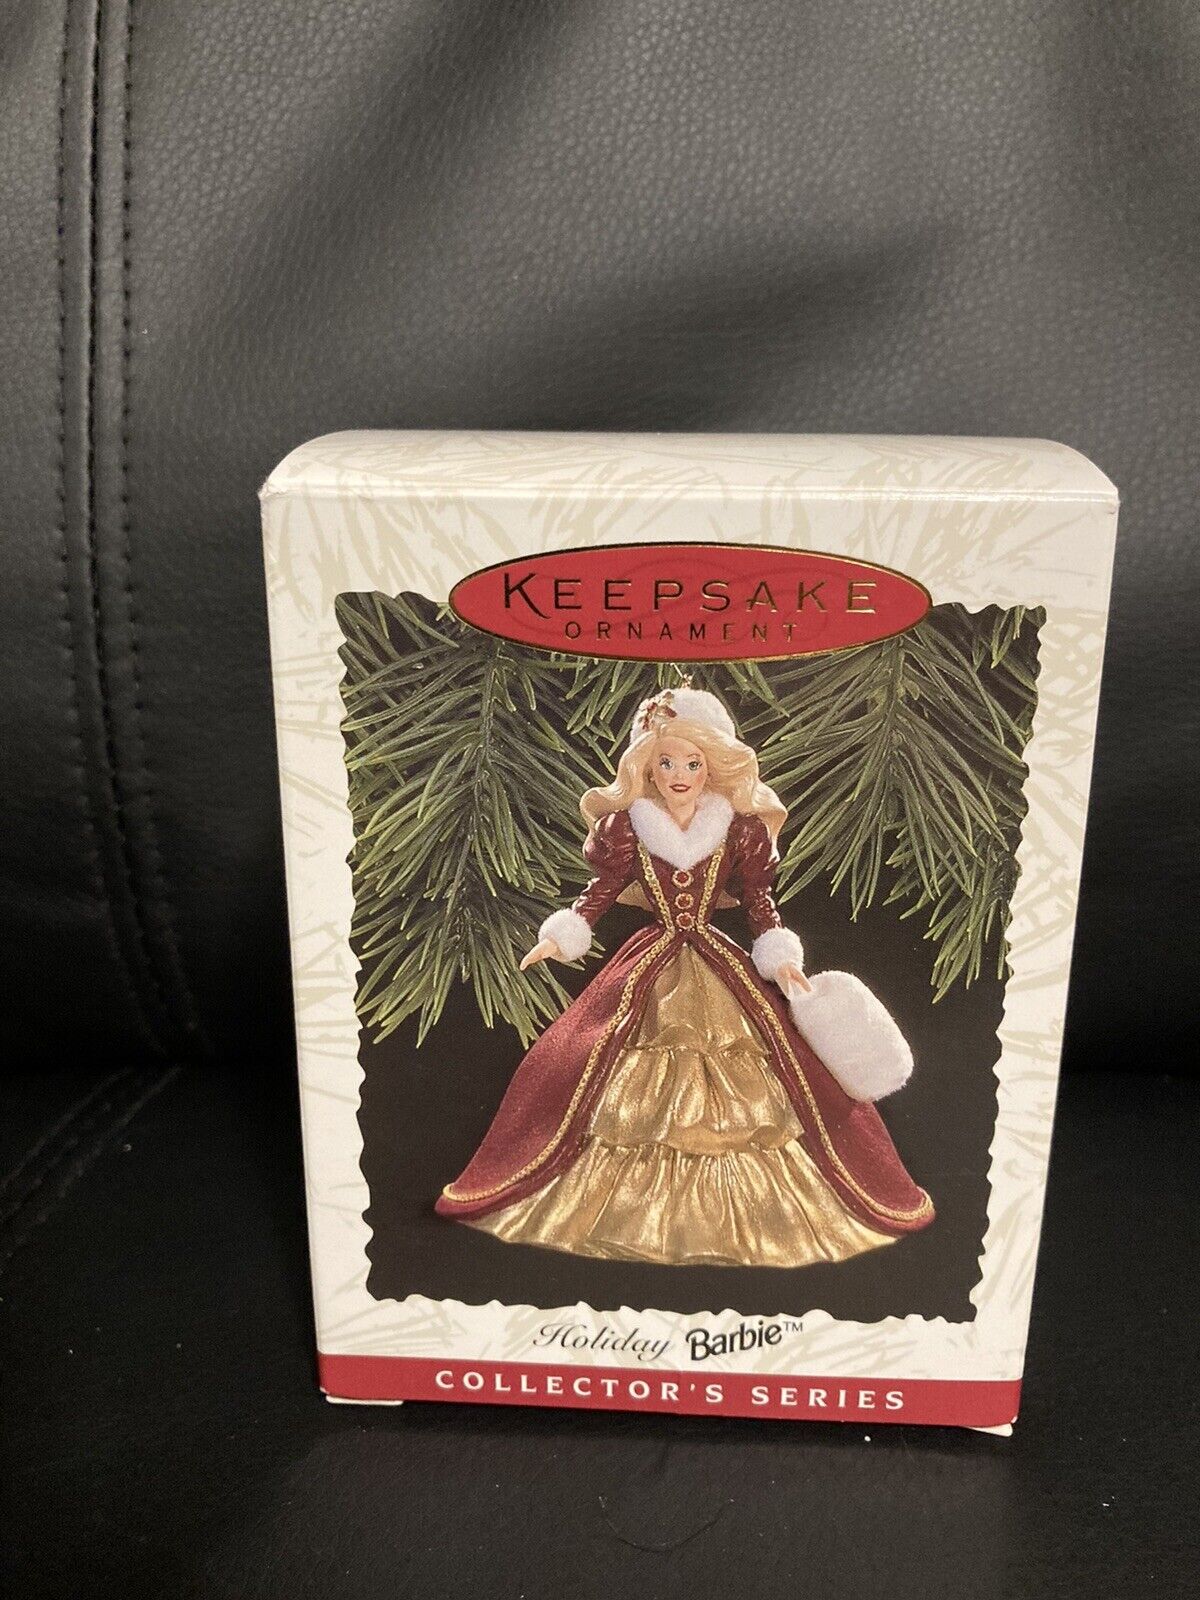 KEEPSAKE
ORNAMENT
Holiday Barbie™
COLLECTOR'S SERIES